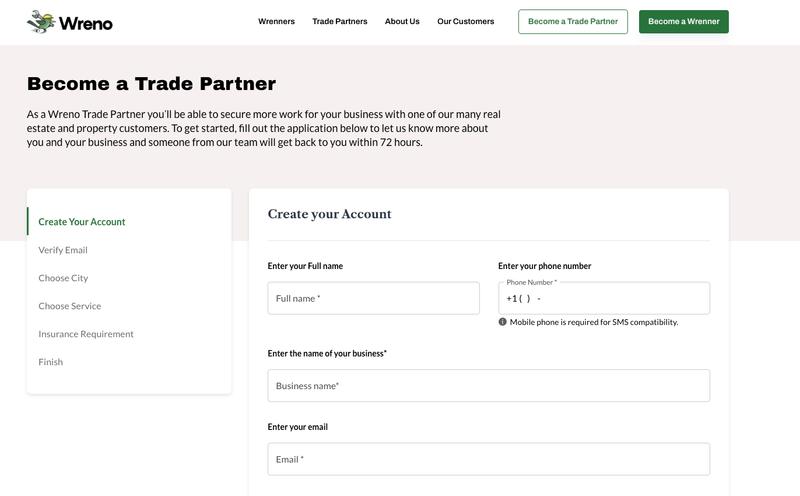 Wreno
Wrenners Trade Partners About Us Our Customers Become a Trade Partner Become a Wrenner
Become a Trade Partner
As a Wreno Trade Partner you'll be able to secure more work for your business with one of our many real
estate and property customers. To get started, fill out the application below to let us know more about
you and your business and someone from our team will get back to you within 72 hours.
Create Your Account
Verify Email
Choose City
Choose Service
Insurance Requirement
Finish
Create your Account
Enter your Full name
Full name *
Enter your phone number
Phone Number *
+1 ( ) -
Mobile phone is required for SMS compatibility.
Enter the name of your business*
Business name*
Enter your email
Email *